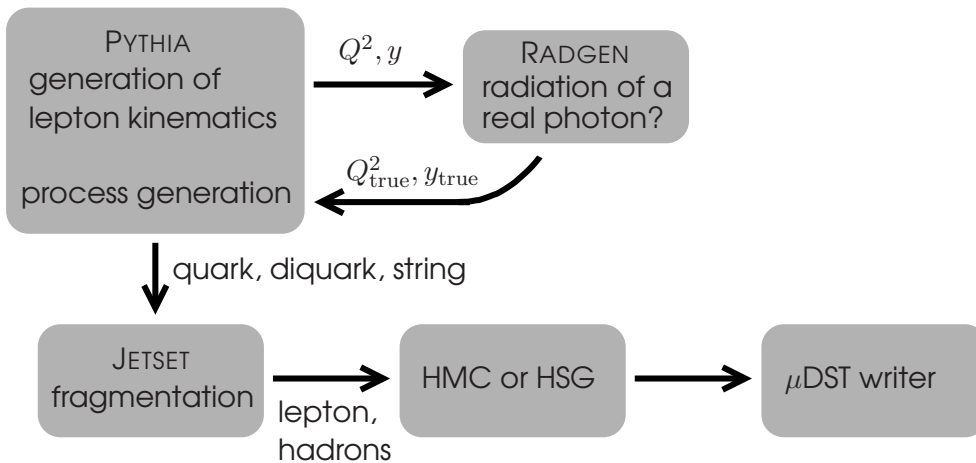 PYTHIA
generation of
lepton kinematics
process generation
Q², y
RADGEN
radiation of a
real photon?
Q²true, ytrue
quark, diquark, string
JETSET
fragmentation
lepton,
hadrons
HMC or HSG
μDST writer